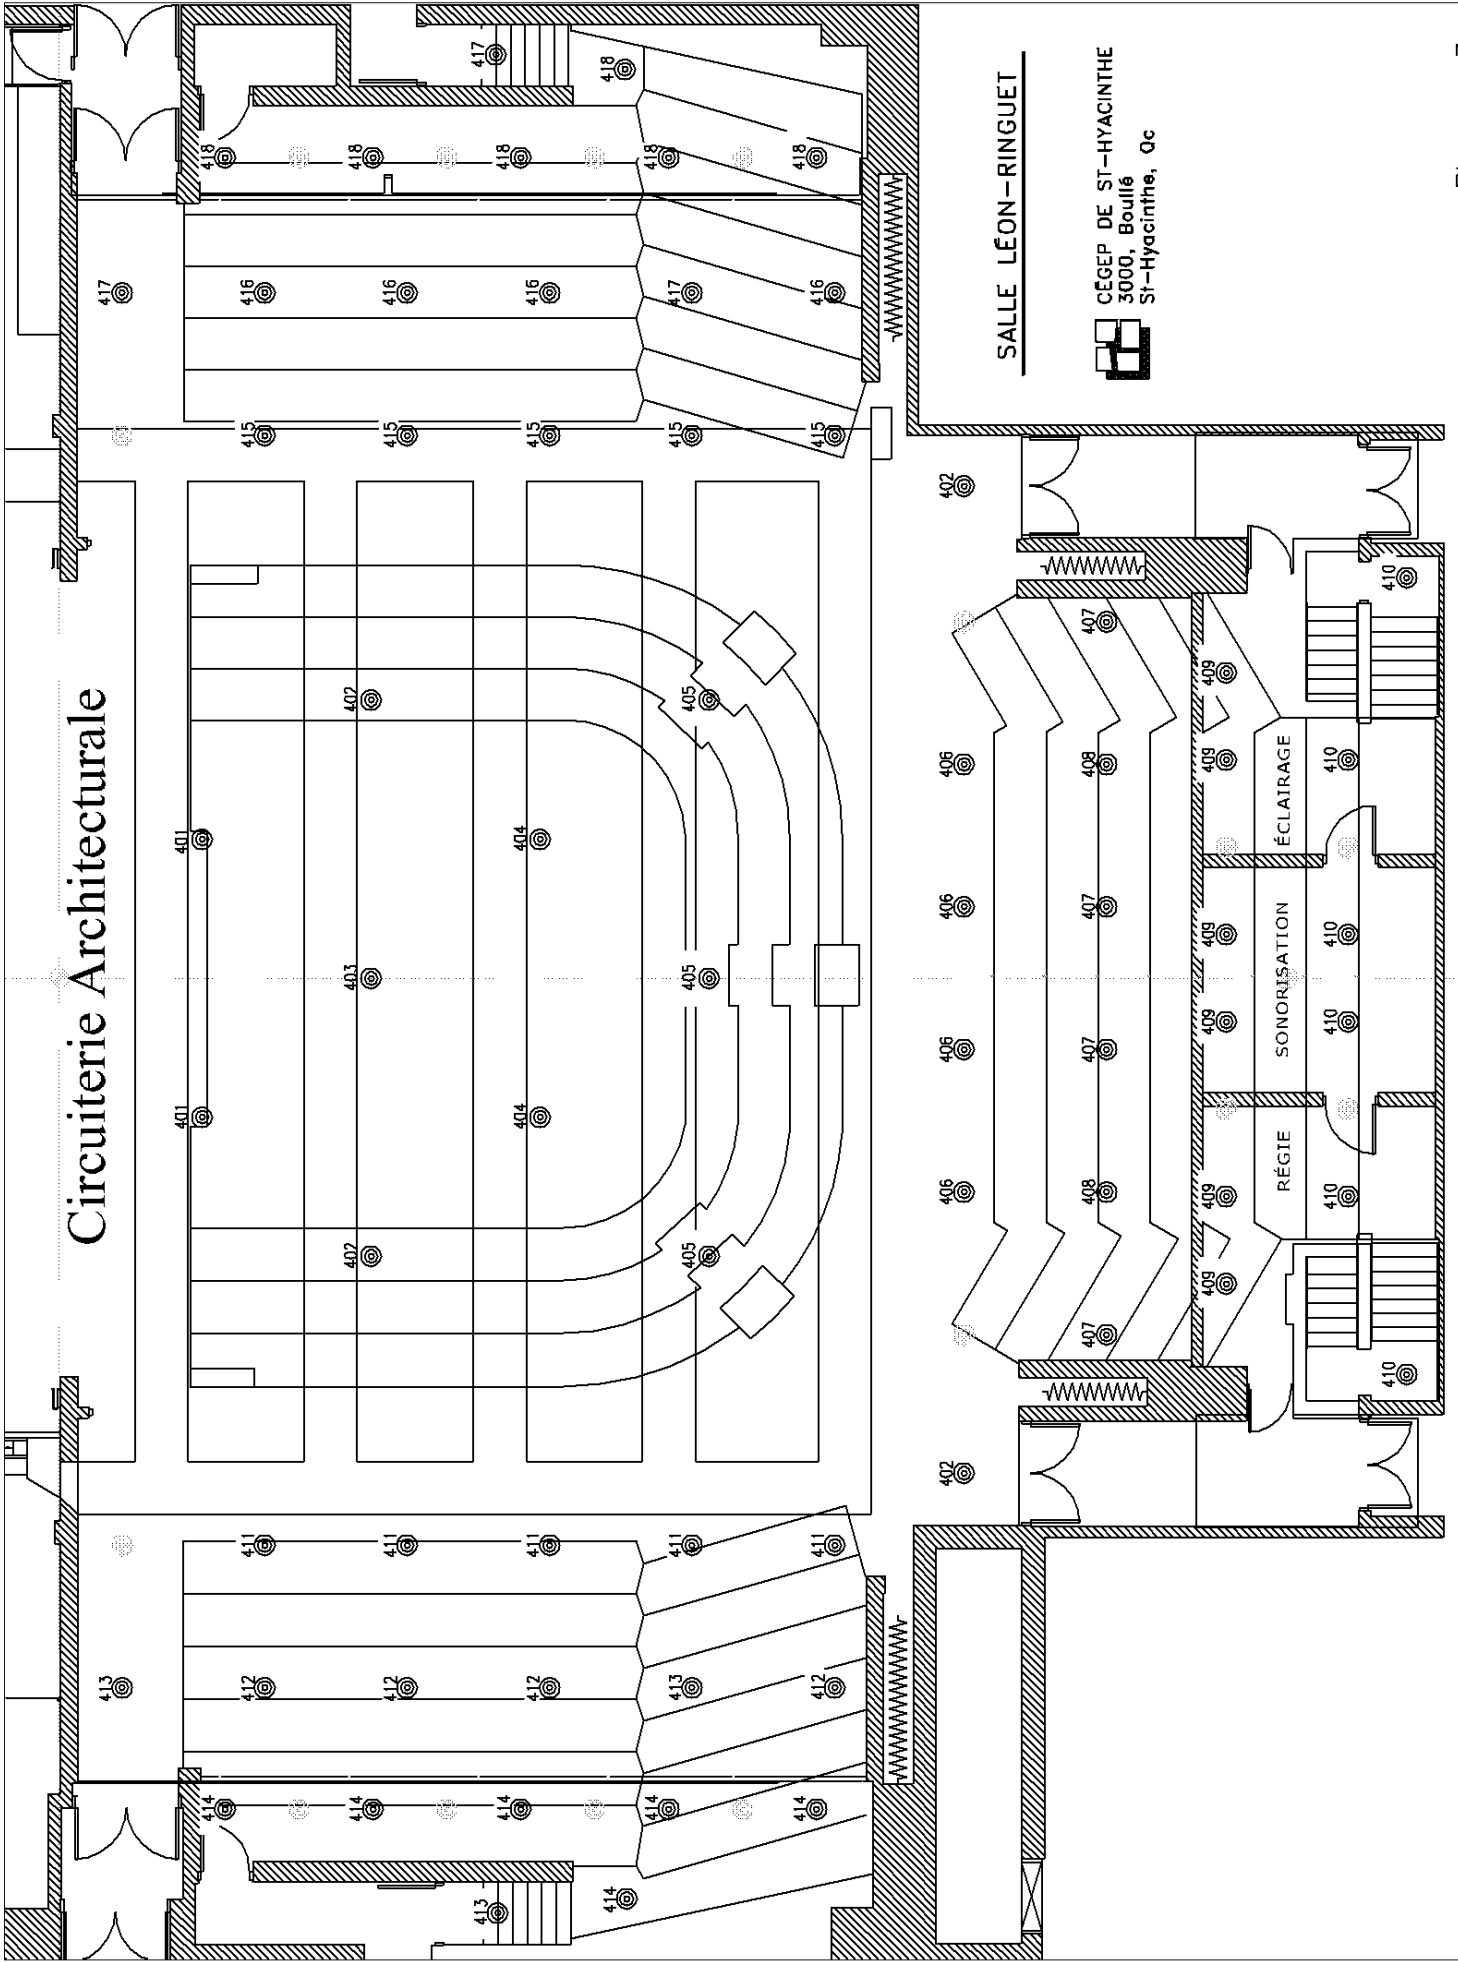 Circuiterie Architecturale
413 417
414 401 401 418
412 411 415 416
414 402 403 402 418
412 411 415 416
413 417
414 404 404 418
412 411 415 416
414 418
414 418
413 411 405 405 405 415 417
414 418
412 411 415 416
402 406 406 406 406 402
SALLE LÉON-RINGUET
407 408 407 407 408 407
CÉGEP DE ST-HYACINTHE
3000, Boullé
St-Hyacinthe, Qc
409 409 409 409 409 409
RÉGIE SONORISATION ÉCLAIRAGE
410 410 410 410
410 410